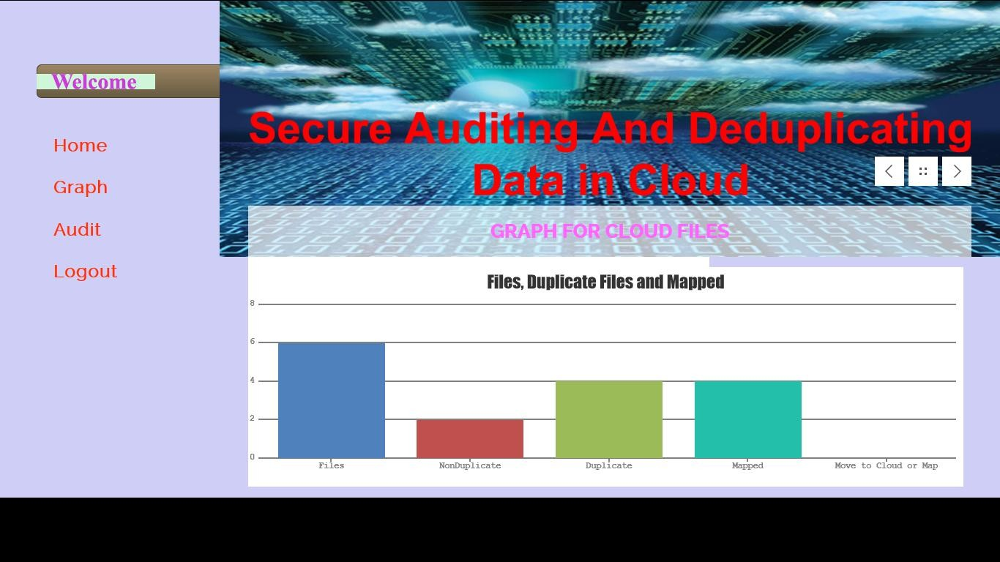 Welcome
Home
Graph
Audit
Logout
Secure Auditing And Deduplicating
Data in Cloud
GRAPH FOR CLOUD FILES
Files, Duplicate Files and Mapped
8
6
4
2
0
Files NonDuplicate Duplicate Mapped Move to Cloud or Map